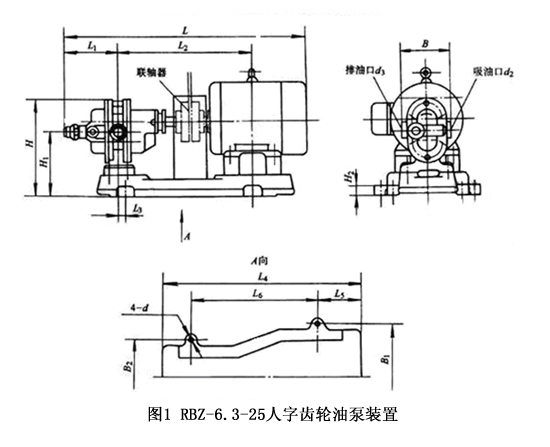 L
L₁
L₂
B
联轴器
排油口d₃
吸油口d₂
H
H₁
H₂
L₃
A
A向
L₄
L₆
L₅
4-d
B₂
B₁
图1 RBZ-6.3-25人字齿轮油泵装置